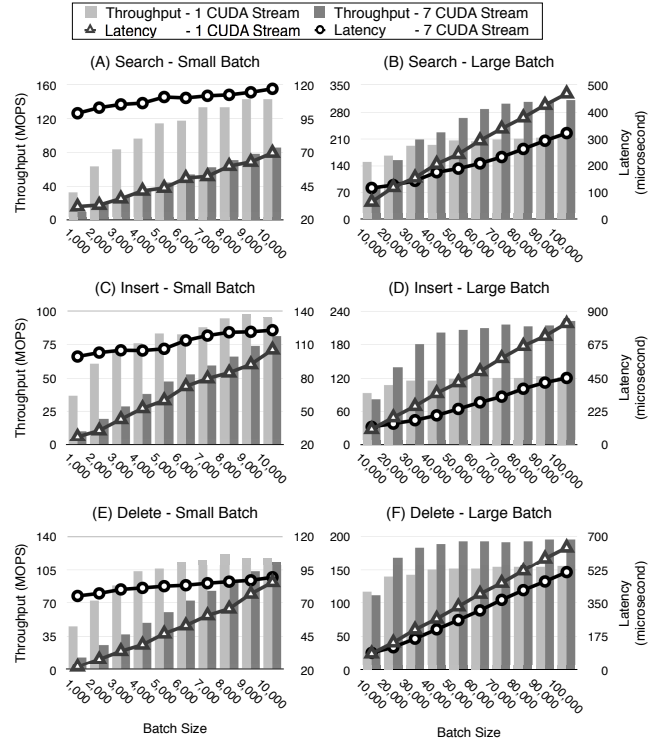 Throughput - 1 CUDA Stream Throughput - 7 CUDA Stream
Latency - 1 CUDA Stream Latency - 7 CUDA Stream
(A) Search - Small Batch
Throughput (MOPS)
160
120
80
40
0
120
95
70
45
20
1,000 2,000 3,000 4,000 5,000 6,000 7,000 8,000 9,000 10,000
(B) Search - Large Batch
350
280
210
140
70
0
500
400
300
200
100
0
Latency
(microsecond)
10,000 20,000 30,000 40,000 50,000 60,000 70,000 80,000 90,000 100,000
(C) Insert - Small Batch
Throughput (MOPS)
100
75
50
25
0
140
110
80
50
20
1,000 2,000 3,000 4,000 5,000 6,000 7,000 8,000 9,000 10,000
(D) Insert - Large Batch
240
180
120
60
0
900
675
450
225
0
Latency
(microsecond)
10,000 20,000 30,000 40,000 50,000 60,000 70,000 80,000 90,000 100,000
(E) Delete - Small Batch
Throughput (MOPS)
140
105
70
35
0
120
95
70
45
20
1,000 2,000 3,000 4,000 5,000 6,000 7,000 8,000 9,000 10,000
Batch Size
(F) Delete - Large Batch
200
150
100
50
0
700
525
350
175
0
Latency
(microsecond)
10,000 20,000 30,000 40,000 50,000 60,000 70,000 80,000 90,000 100,000
Batch Size